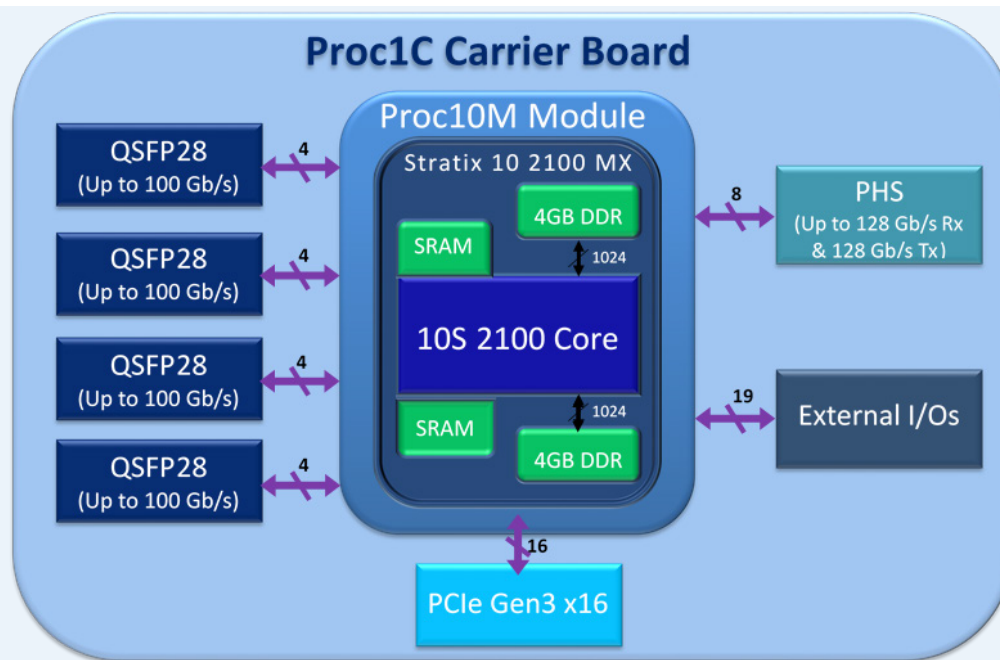 Proc1C Carrier Board
Proc10M Module
Stratix 10 2100 MX
QSFP28
(Up to 100 Gb/s)
4
QSFP28
(Up to 100 Gb/s)
4
QSFP28
(Up to 100 Gb/s)
4
QSFP28
(Up to 100 Gb/s)
4
4GB DDR
SRAM
1024
10S 2100 Core
1024
SRAM
4GB DDR
8
PHS
(Up to 128 Gb/s Rx
& 128 Gb/s Tx)
19
External I/Os
16
PCIe Gen3 x16